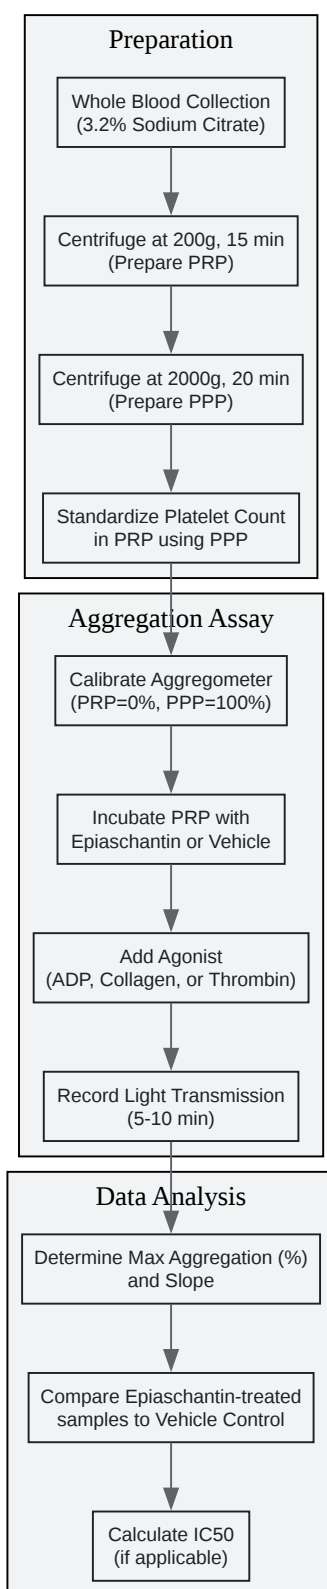 Preparation
Whole Blood Collection
(3.2% Sodium Citrate)
Centrifuge at 200g, 15 min
(Prepare PRP)
Centrifuge at 2000g, 20 min
(Prepare PPP)
Standardize Platelet Count
in PRP using PPP
Aggregation Assay
Calibrate Aggregometer
(PRP=0%, PPP=100%)
Incubate PRP with
Epiaschantin or Vehicle
Add Agonist
(ADP, Collagen, or Thrombin)
Record Light Transmission
(5-10 min)
Data Analysis
Determine Max Aggregation (%)
and Slope
Compare Epiaschantin-treated
samples to Vehicle Control
Calculate IC50
(if applicable)